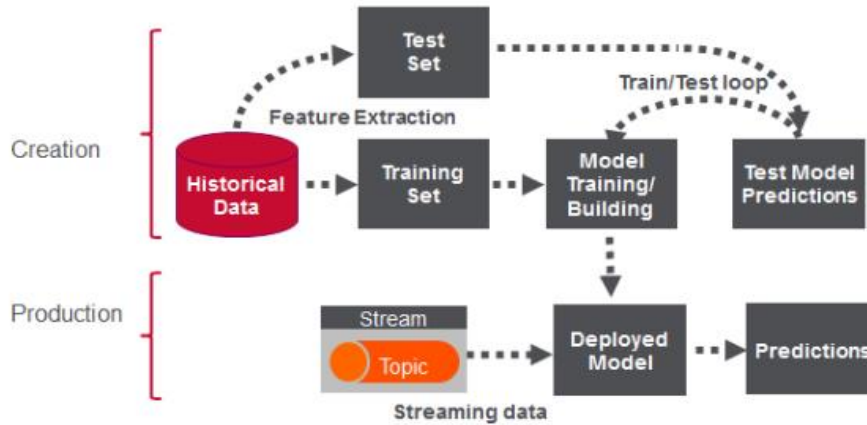 Test
Set
Train/Test loop
Feature Extraction
Creation
Historical
Data
Training
Set
Model
Training/
Building
Test Model
Predictions
Production
Stream
Topic
Deployed
Model
Predictions
Streaming data